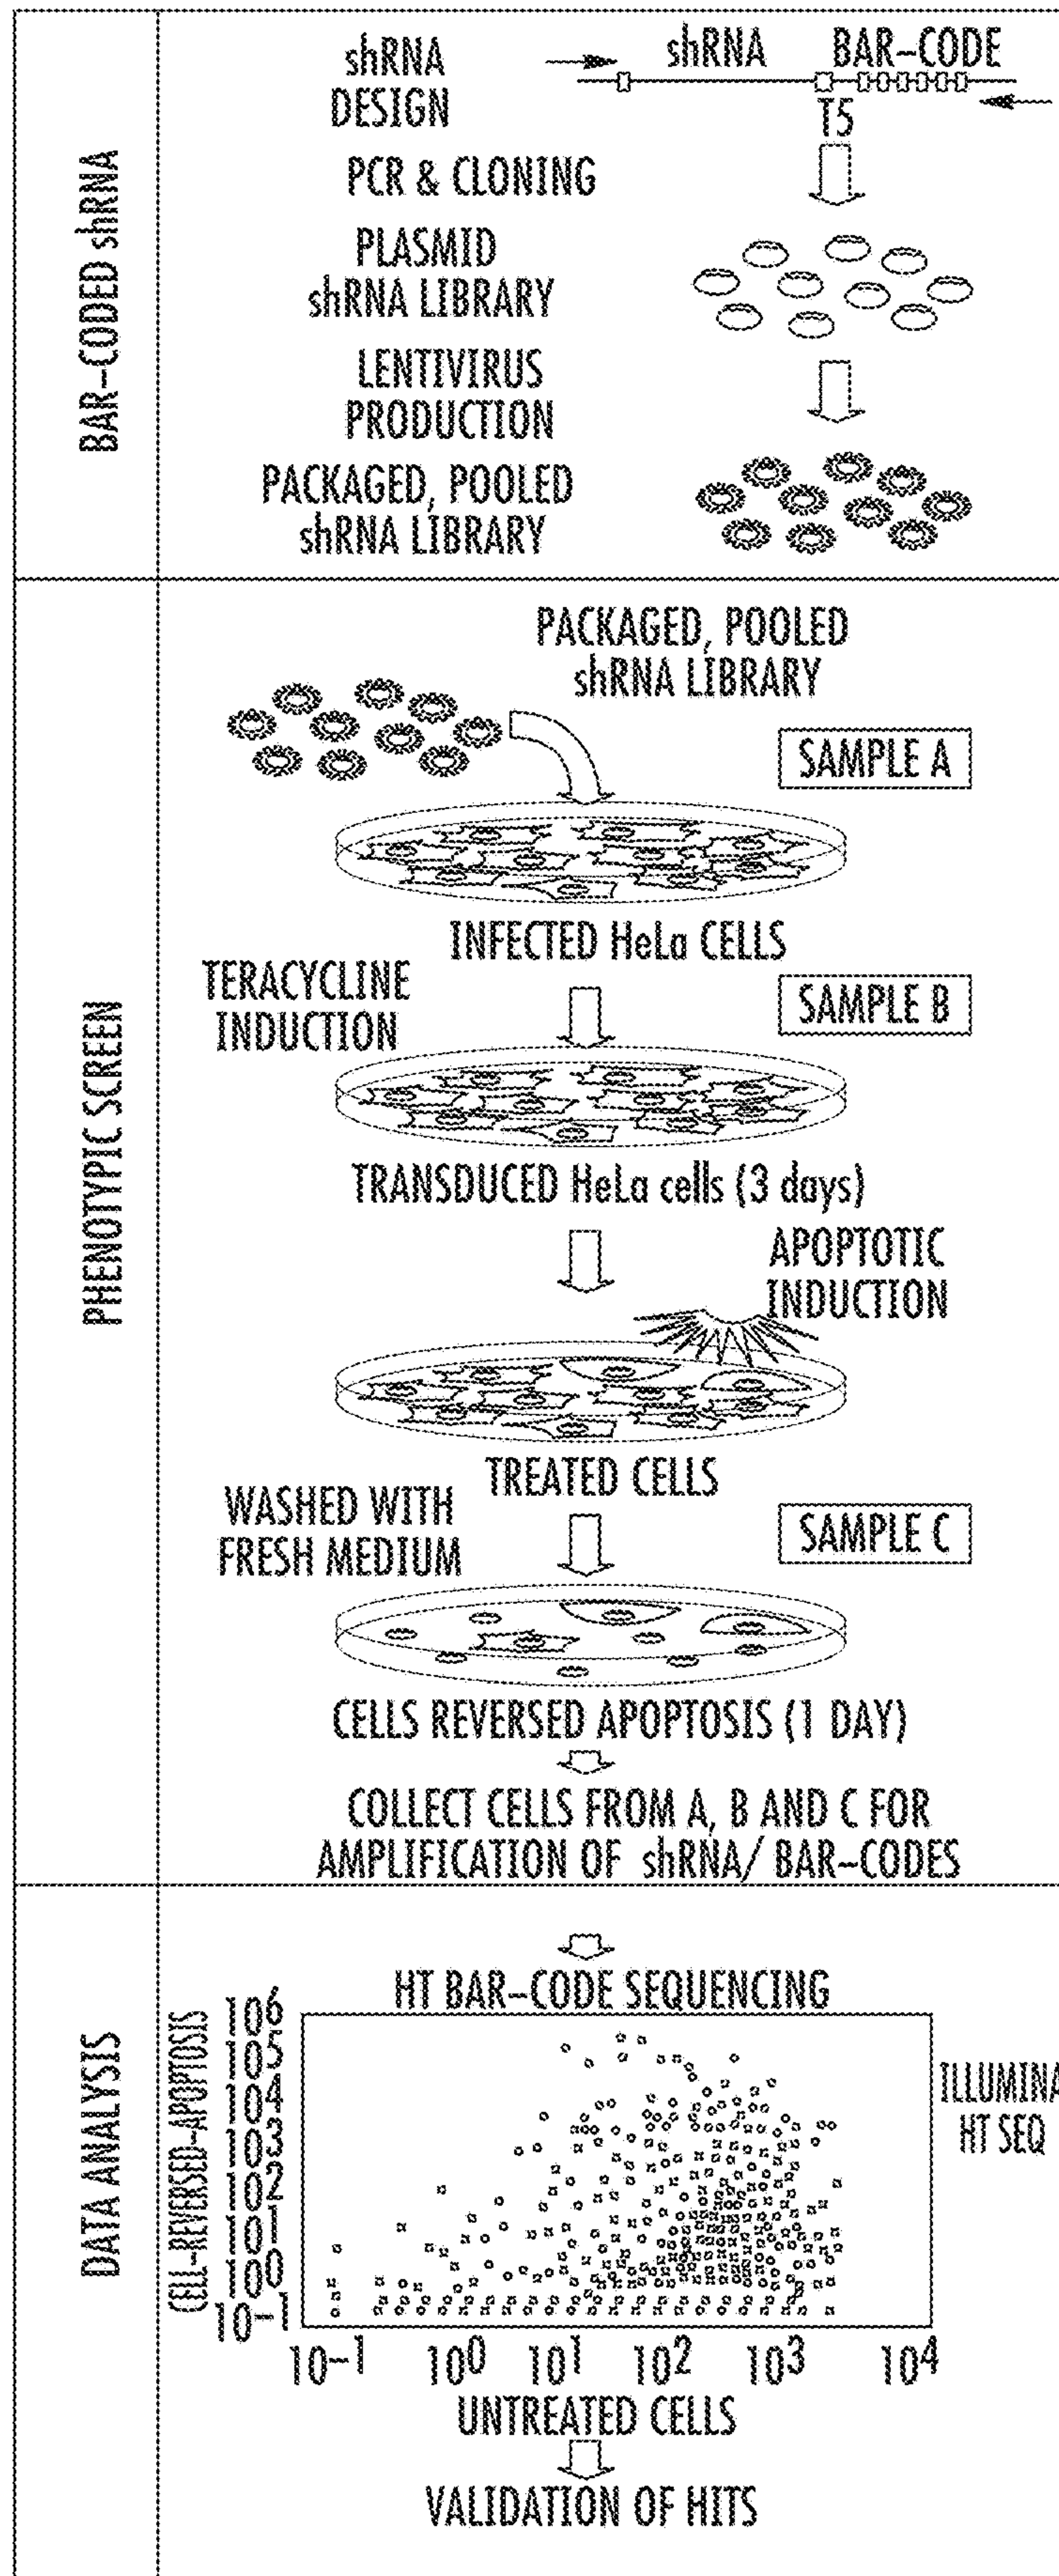 BAR-CODED shRNA
shRNA
DESIGN
shRNA
BAR-CODE
T5
PCR & CLONING
PLASMID
shRNA LIBRARY
LENTIVIRUS
PRODUCTION
PACKAGED, POOLED
shRNA LIBRARY
PHENOTYPIC SCREEN
PACKAGED, POOLED
shRNA LIBRARY
SAMPLE A
INFECTED HeLa CELLS
TERACYCLINE
INDUCTION
SAMPLE B
TRANSDUCED HeLa cells (3 days)
APOPTOTIC
INDUCTION
TREATED CELLS
WASHED WITH
FRESH MEDIUM
SAMPLE C
CELLS REVERSED APOPTOSIS (1 DAY)
COLLECT CELLS FROM A, B AND C FOR
AMPLIFICATION OF shRNA/ BAR-CODES
DATA ANALYSIS
HT BAR-CODE SEQUENCING
CELL-REVERSED-APOPTOSIS
10⁶
10⁵
10⁴
10³
10²
10¹
10⁰
10⁻¹
ILLUMINA
HT SEQ
10⁻¹ 10⁰ 10¹ 10² 10³ 10⁴
UNTREATED CELLS
VALIDATION OF HITS